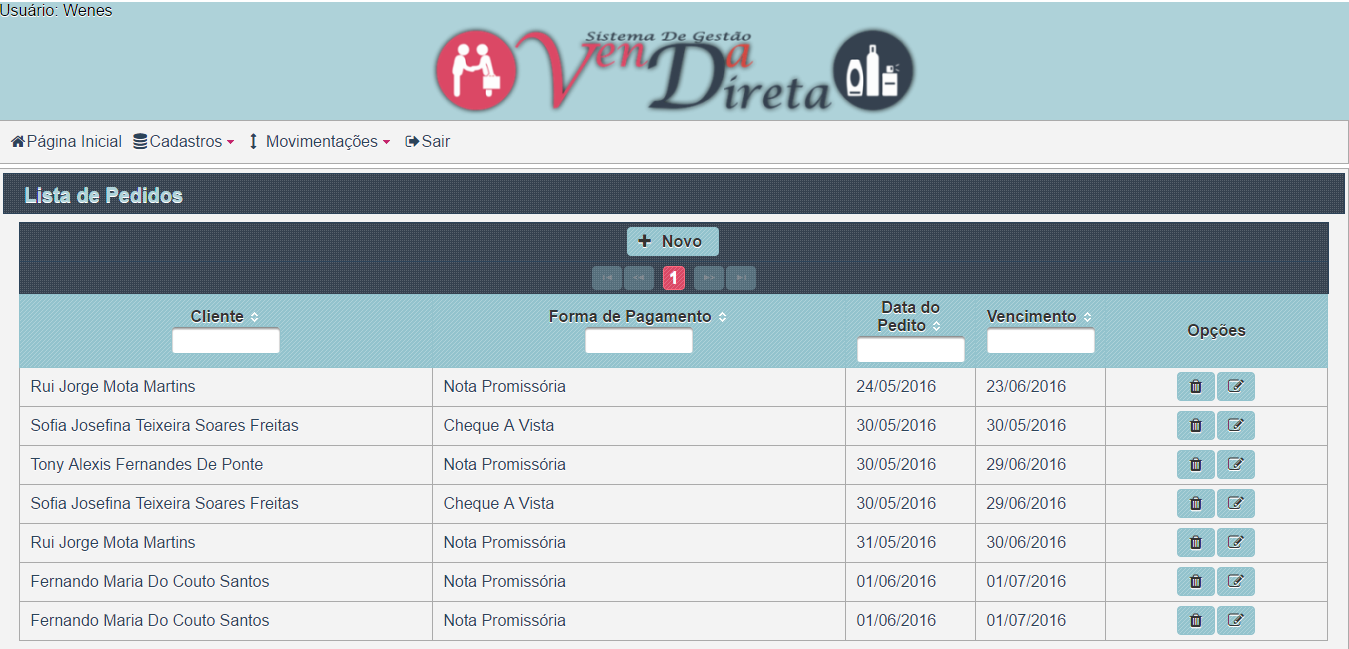 Usuário: Wenes
Sistema De Gestão
VenDa
Direta
Página Inicial Cadastros Movimentações Sair
Lista de Pedidos
+ Novo
1
Cliente Forma de Pagamento Data do Pedito Vencimento Opções
Rui Jorge Mota Martins Nota Promissória 24/05/2016 23/06/2016
Sofia Josefina Teixeira Soares Freitas Cheque A Vista 30/05/2016 30/05/2016
Tony Alexis Fernandes De Ponte Nota Promissória 30/05/2016 29/06/2016
Sofia Josefina Teixeira Soares Freitas Cheque A Vista 30/05/2016 29/06/2016
Rui Jorge Mota Martins Nota Promissória 31/05/2016 30/06/2016
Fernando Maria Do Couto Santos Nota Promissória 01/06/2016 01/07/2016
Fernando Maria Do Couto Santos Nota Promissória 01/06/2016 01/07/2016